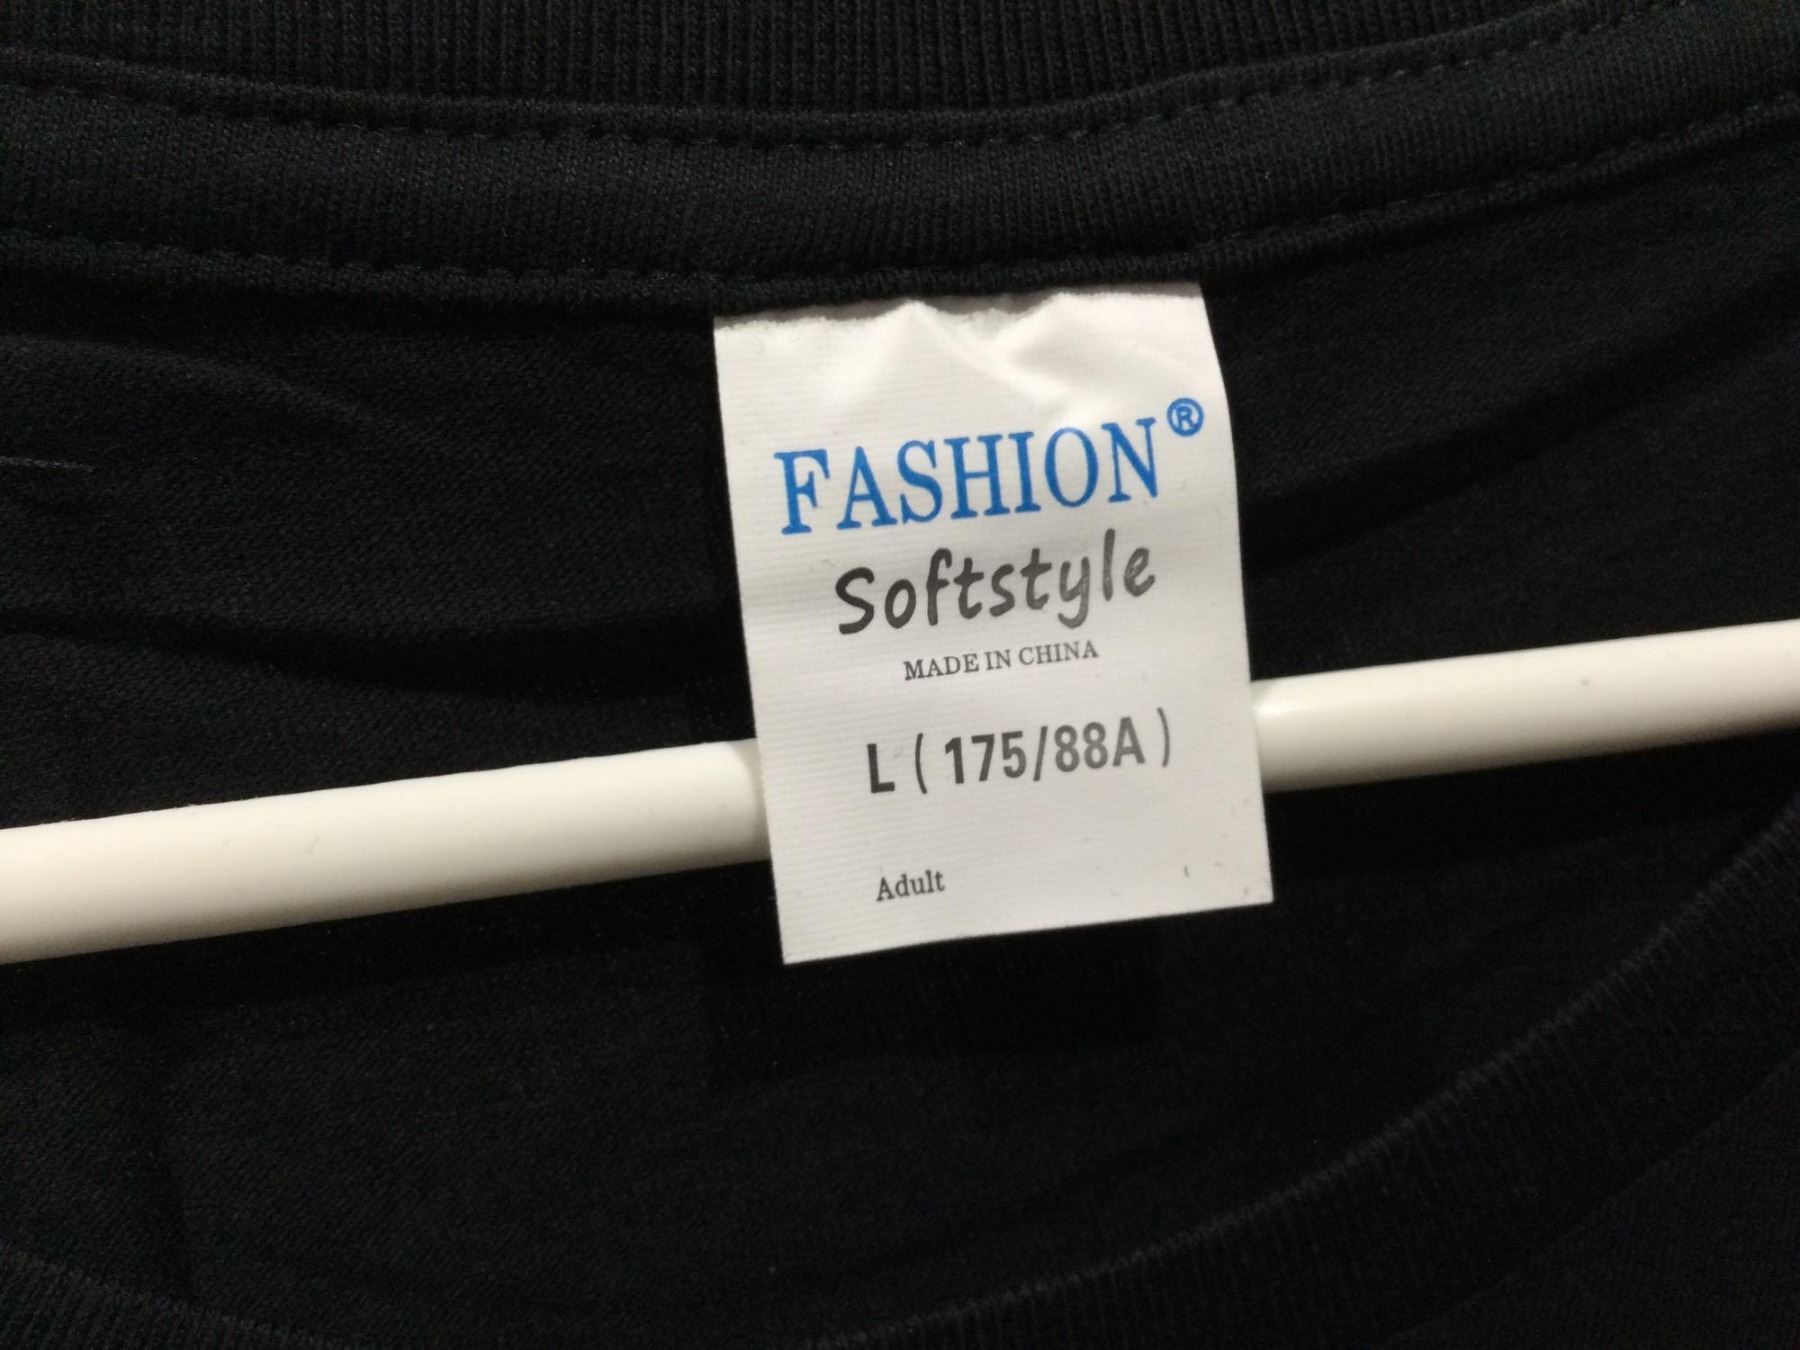 FASHION®
Softstyle
MADE IN CHINA
L ( 175/88A )
Adult